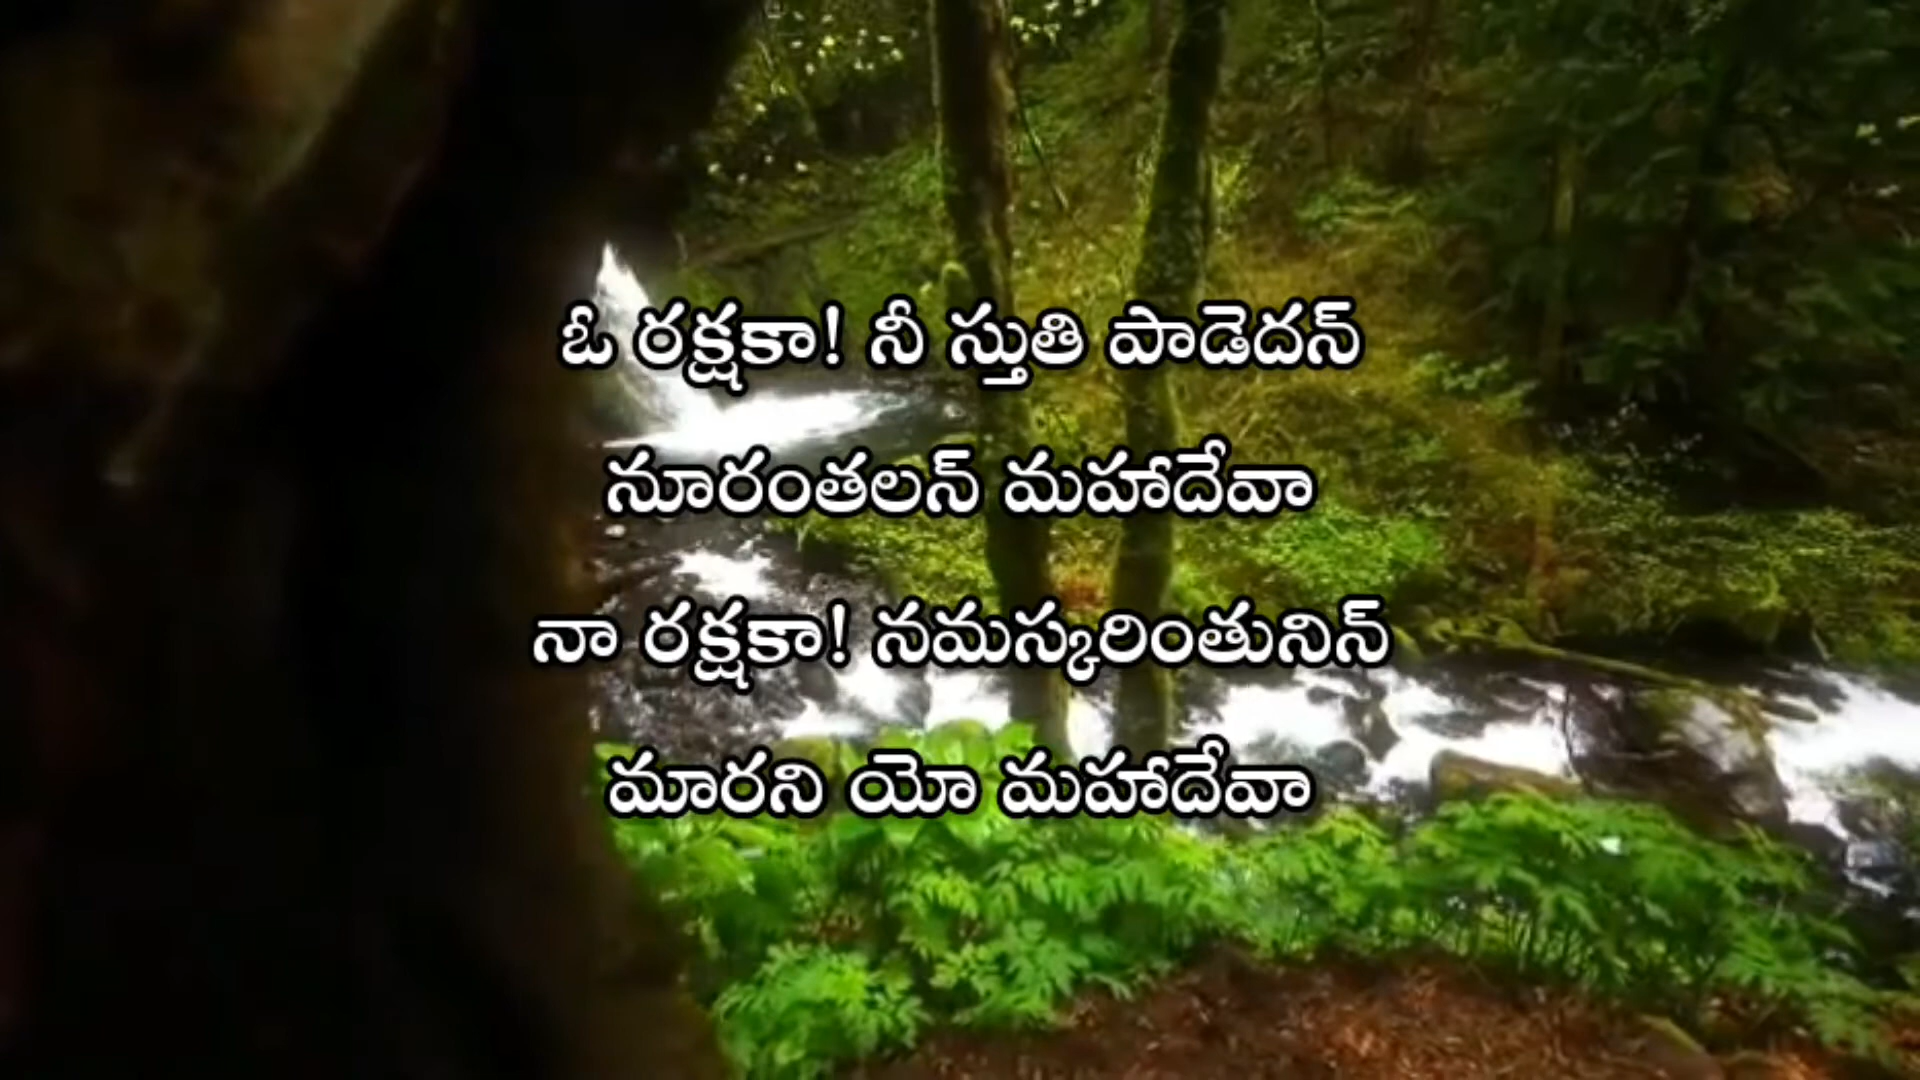 ఓ రక్షకా! నీ స్తుతి పాడెదన్
నూరంతలన్ మహాదేవా
నా రక్షకా! నమస్కరింతునిన్
మారని యో మహాదేవా